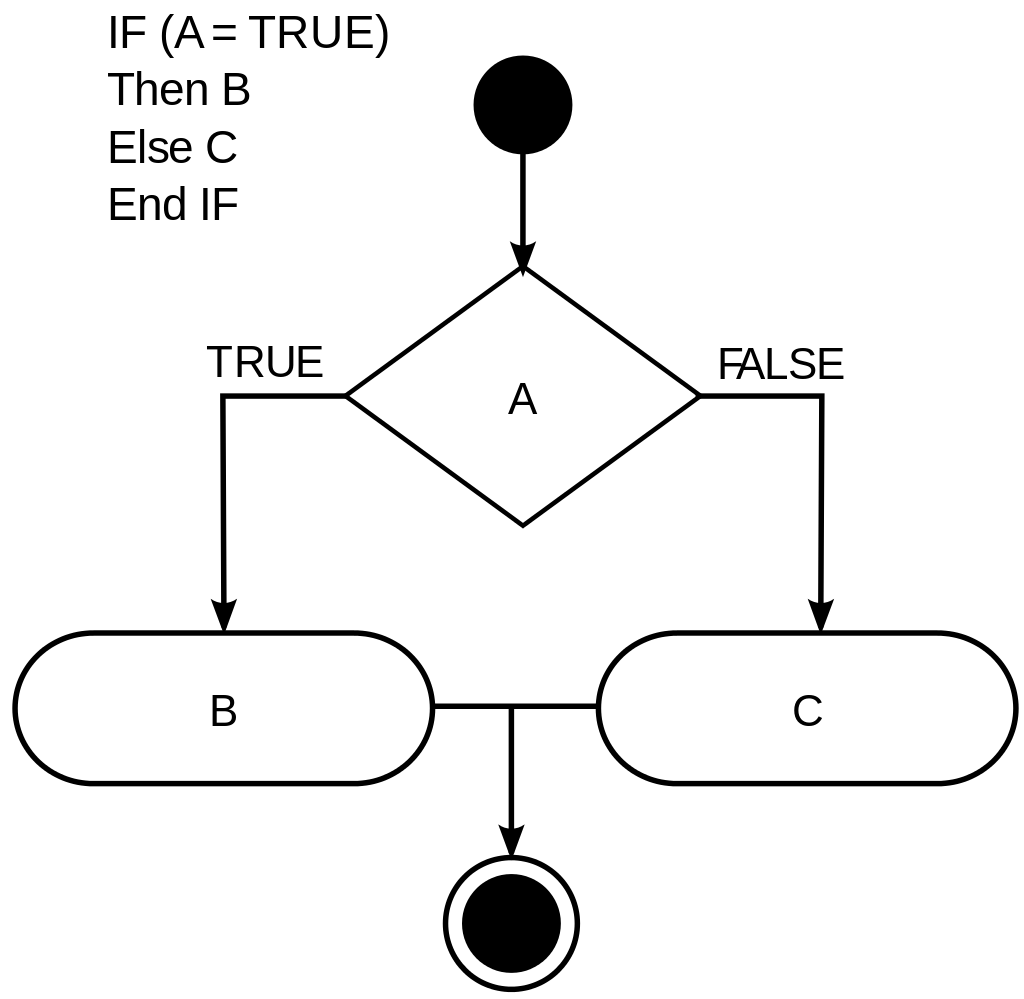 IF (A = TRUE)
Then B
Else C
End IF
TRUE
FALSE
A
B
C